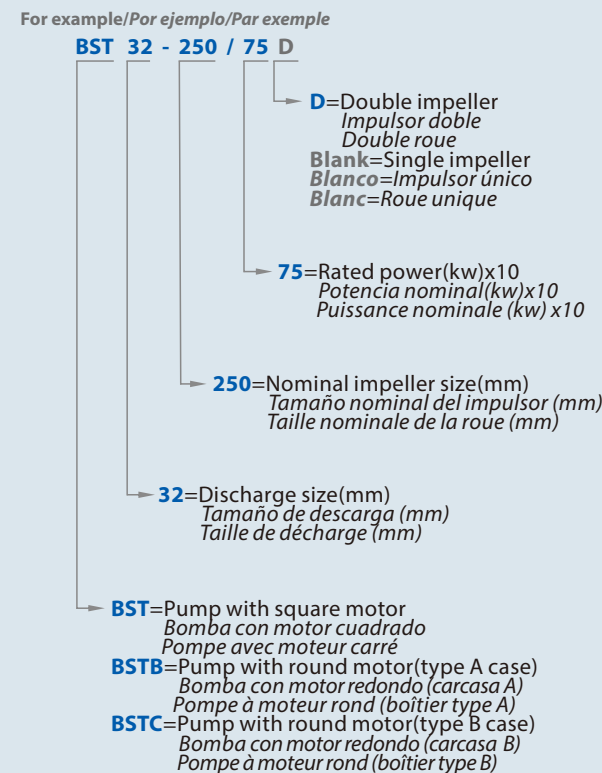 For example/Por ejemplo/Par exemple
BST 32 - 250 / 75 D
D=Double impeller
Impulsor doble
Double roue
Blank=Single impeller
Blanco=Impulsor único
Blanc=Roue unique
75=Rated power(kw)x10
Potencia nominal(kw)x10
Puissance nominale (kw) x10
250=Nominal impeller size(mm)
Tamaño nominal del impulsor (mm)
Taille nominale de la roue (mm)
32=Discharge size(mm)
Tamaño de descarga (mm)
Taille de décharge (mm)
BST=Pump with square motor
Bomba con motor cuadrado
Pompe avec moteur carré
BSTB=Pump with round motor(type A case)
Bomba con motor redondo (carcasa A)
Pompe à moteur rond (boîtier type A)
BSTC=Pump with round motor(type B case)
Bomba con motor redondo (carcasa B)
Pompe à moteur rond (boîtier type B)